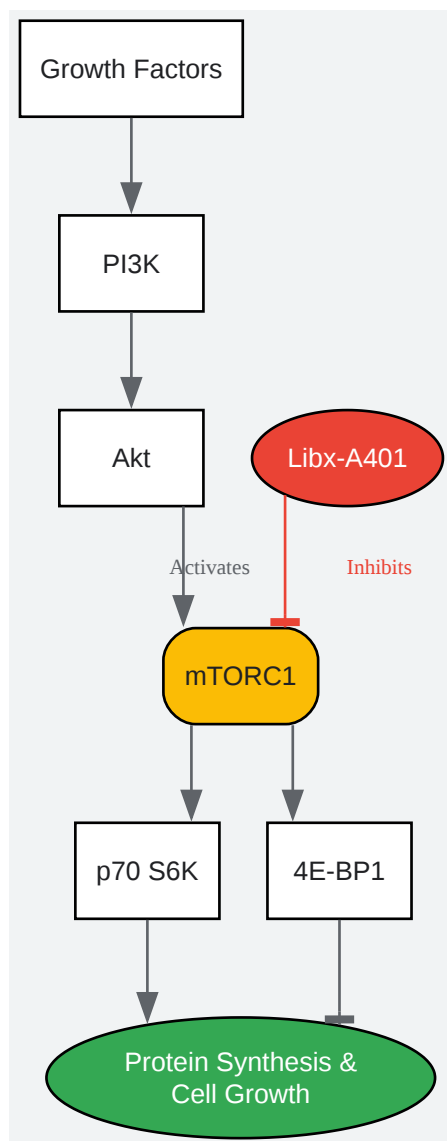 Growth Factors
PI3K
Akt
Libx-A401
Activates
Inhibits
mTORC1
p70 S6K
4E-BP1
Protein Synthesis &
Cell Growth